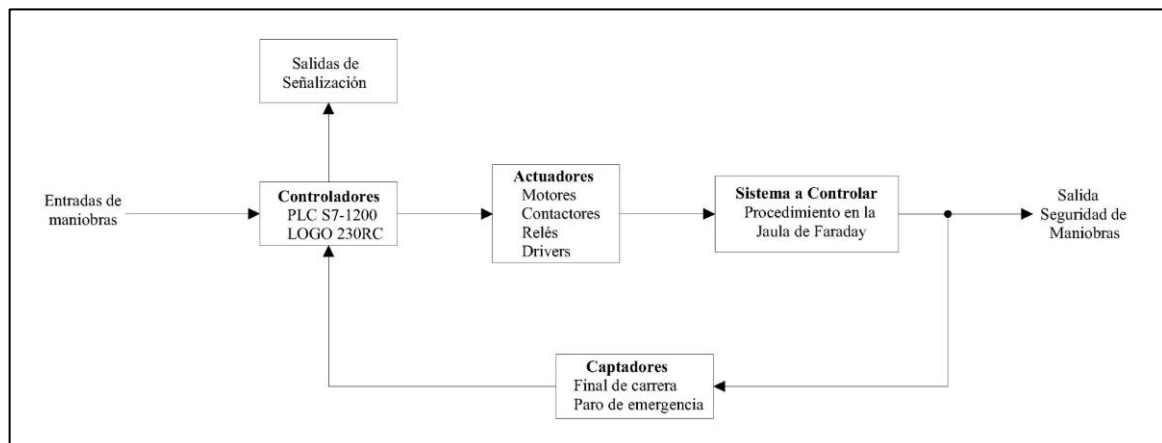 Salidas de
Señalización
Entradas de
maniobras
Controladores
PLC S7-1200
LOGO 230RC
Actuadores
Motores
Contactores
Relés
Drivers
Sistema a Controlar
Procedimiento en la
Jaula de Faraday
Salida
Seguridad de
Maniobras
Captadores
Final de carrera
Paro de emergencia